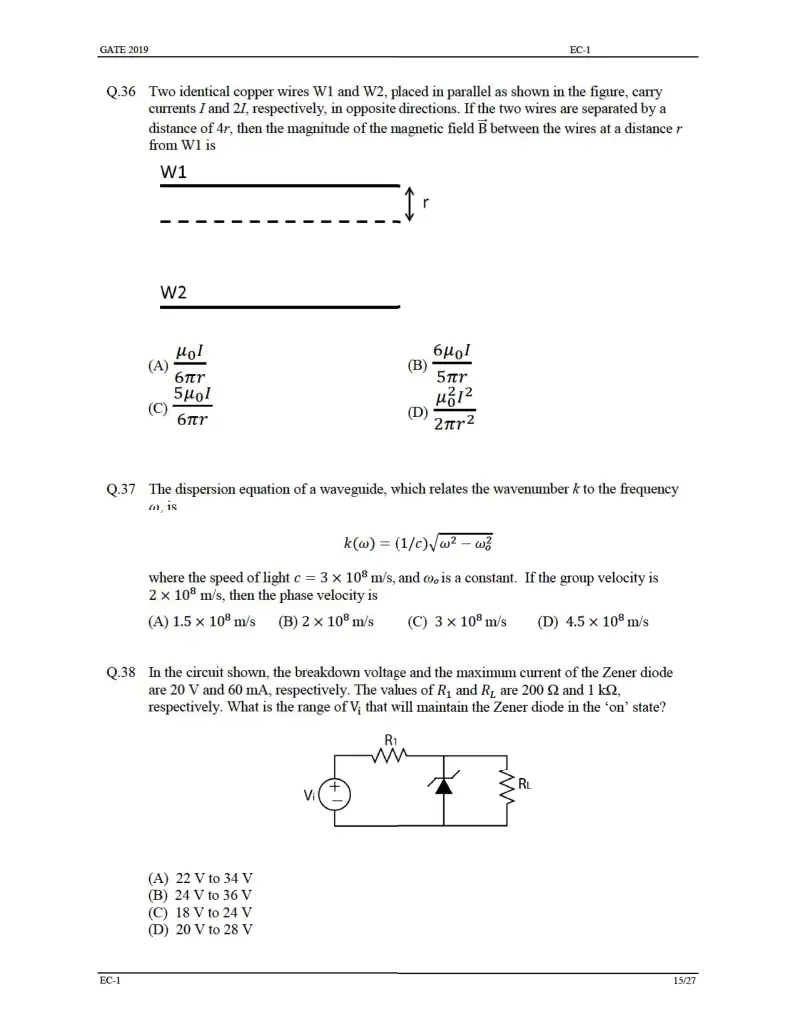 GATE 2019 EC-1
Q.36 Two identical copper wires W1 and W2, placed in parallel as shown in the figure, carry
currents I and 2I, respectively, in opposite directions. If the two wires are separated by a
distance of 4r, then the magnitude of the magnetic field B⃗ between the wires at a distance r
from W1 is
W1
r
W2
(A) μ₀I/6πr (B) 6μ₀I/5πr
(C) 5μ₀I/6πr (D) μ₀²I²/2πr²
Q.37 The dispersion equation of a waveguide, which relates the wavenumber k to the frequency
ω, is
k(ω) = (1/c)√(ω² − ω₀²)
where the speed of light c = 3 × 10⁸ m/s, and ω₀ is a constant. If the group velocity is
2 × 10⁸ m/s, then the phase velocity is
(A) 1.5 × 10⁸ m/s (B) 2 × 10⁸ m/s (C) 3 × 10⁸ m/s (D) 4.5 × 10⁸ m/s
Q.38 In the circuit shown, the breakdown voltage and the maximum current of the Zener diode
are 20 V and 60 mA, respectively. The values of R₁ and R_L are 200 Ω and 1 kΩ,
respectively. What is the range of Vᵢ that will maintain the Zener diode in the ‘on’ state?
R1
Vi
+
−
RL
(A) 22 V to 34 V
(B) 24 V to 36 V
(C) 18 V to 24 V
(D) 20 V to 28 V
EC-1 15/27